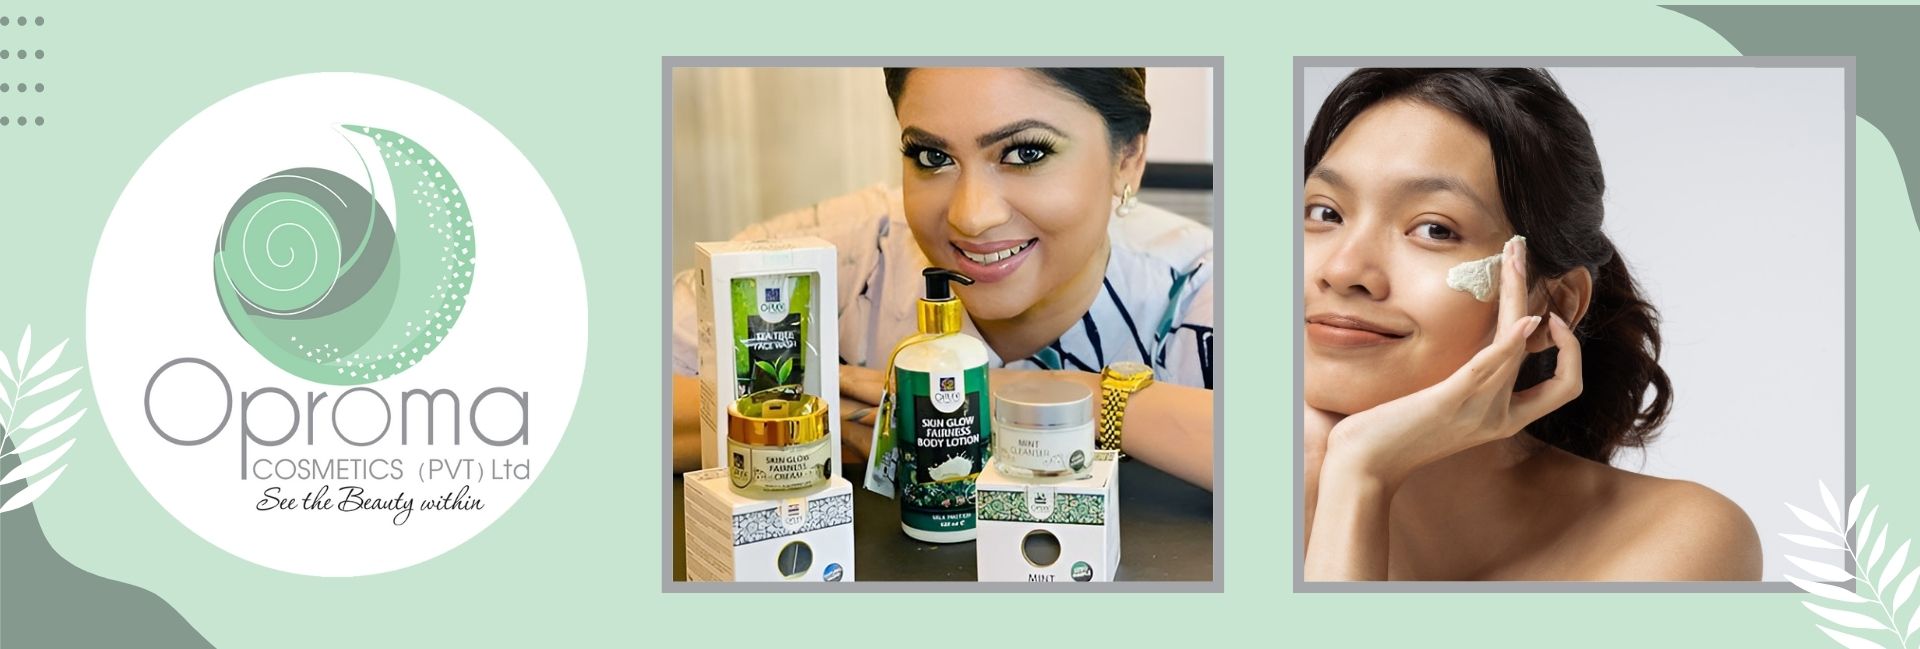 Oproma
COSMETICS (PVT) Ltd
See the Beauty within
TEA TREE
FACE WASH
SKIN GLOW
FAIRNESS
CREAM
SKIN GLOW
FAIRNESS
BODY LOTION
MINT
CLEANSER
MINT